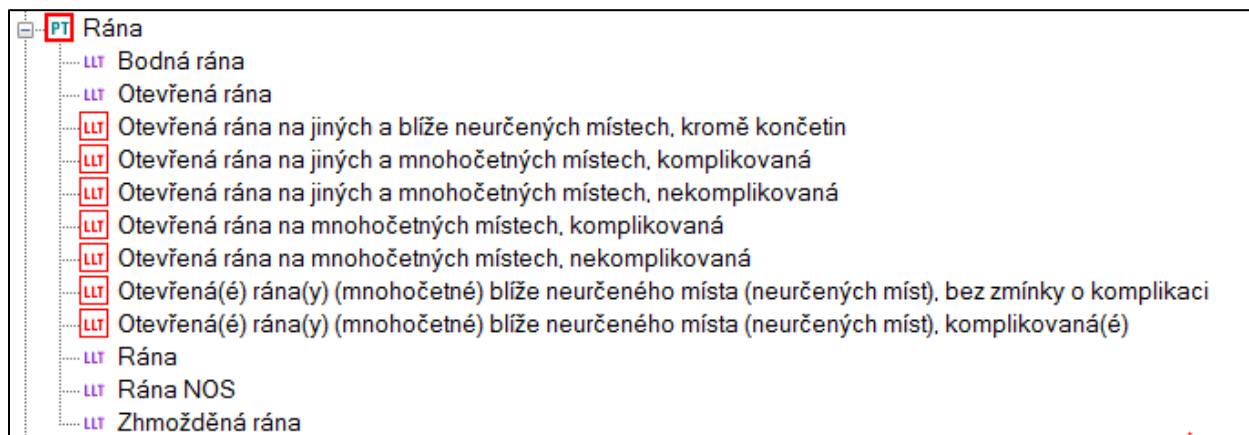 PT Rána
LLT Bodná rána
LLT Otevřená rána
LLT Otevřená rána na jiných a blíže neurčených místech, kromě končetin
LLT Otevřená rána na jiných a mnohočetných místech, komplikovaná
LLT Otevřená rána na jiných a mnohočetných místech, nekomplikovaná
LLT Otevřená rána na mnohočetných místech, komplikovaná
LLT Otevřená rána na mnohočetných místech, nekomplikovaná
LLT Otevřená(é) rána(y) (mnohočetné) blíže neurčeného místa (neurčených míst), bez zmínky o komplikaci
LLT Otevřená(é) rána(y) (mnohočetné) blíže neurčeného místa (neurčených míst), komplikovaná(é)
LLT Rána
LLT Rána NOS
LLT Zhmožděná rána